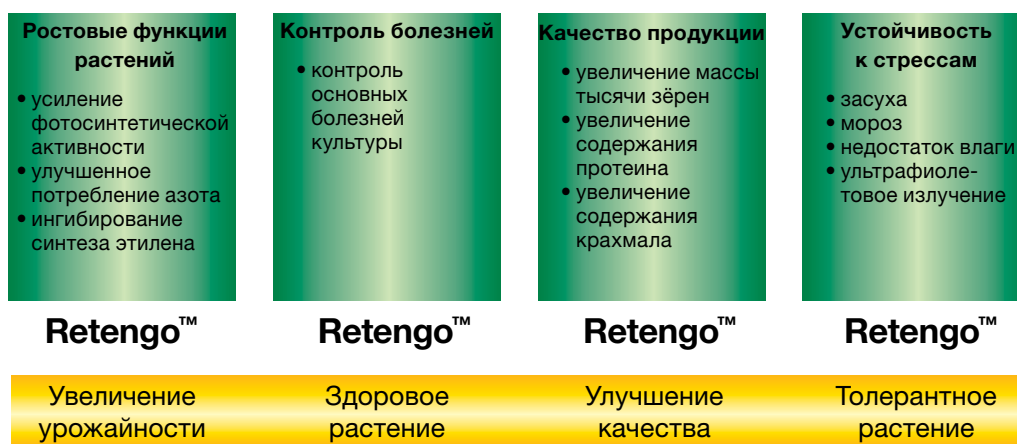 Ростовые функции
растений
• усиление
фотосинтетической
активности
• улучшенное
потребление азота
• ингибирование
синтеза этилена
Контроль болезней
• контроль
основных
болезней
культуры
Качество продукции
• увеличение массы
тысячи зёрен
• увеличение
содержания
протеина
• увеличение
содержания
крахмала
Устойчивость
к стрессам
• засуха
• мороз
• недостаток влаги
• ультрафиоле-
товое излучение
Retengo™
Retengo™
Retengo™
Retengo™
Увеличение
урожайности
Здоровое
растение
Улучшение
качества
Толерантное
растение